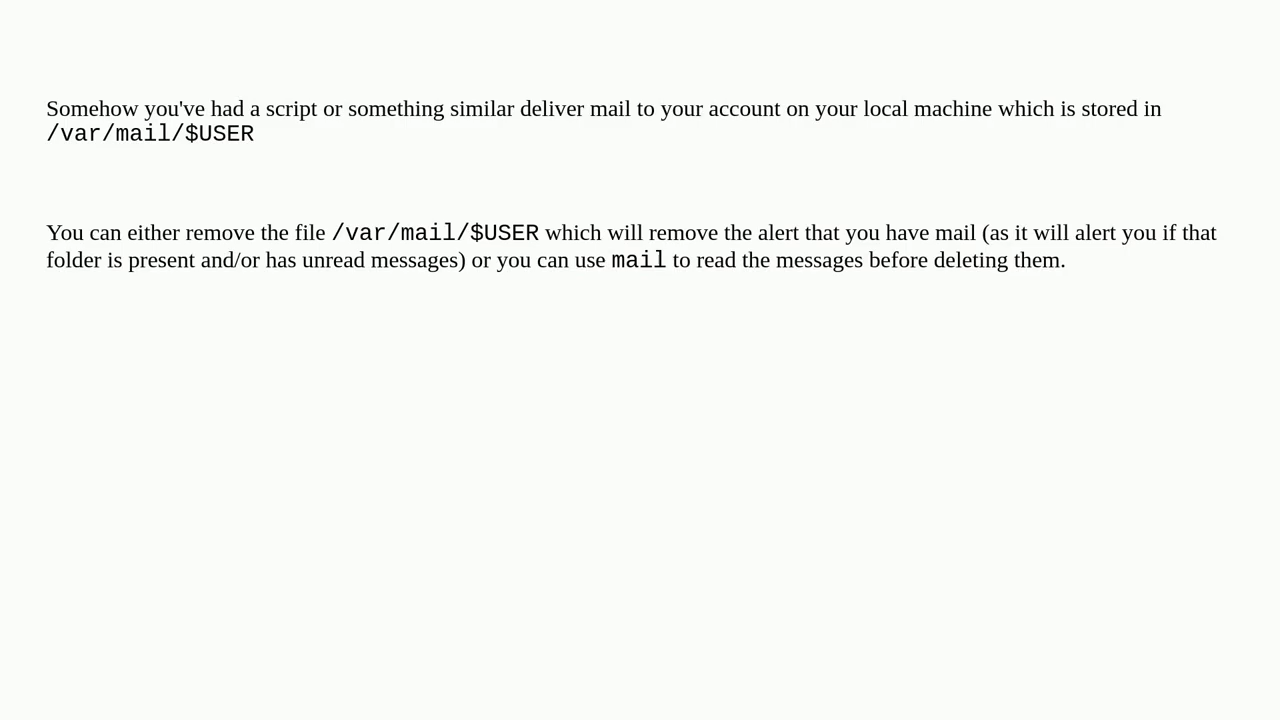 Somehow you've had a script or something similar deliver mail to your account on your local machine which is stored in
/var/mail/$USER
You can either remove the file /var/mail/$USER which will remove the alert that you have mail (as it will alert you if that
folder is present and/or has unread messages) or you can use mail to read the messages before deleting them.